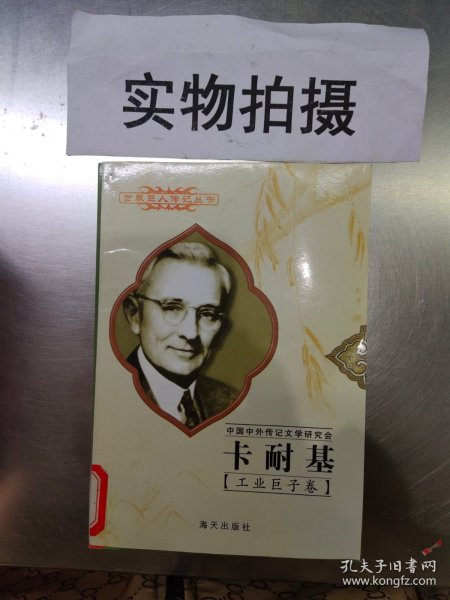 实物拍摄
世界巨人传记丛书
中国中外传记文学研究会
卡耐基
【工业巨子卷】
海天出版社
孔夫子旧书网
www.kongfz.com